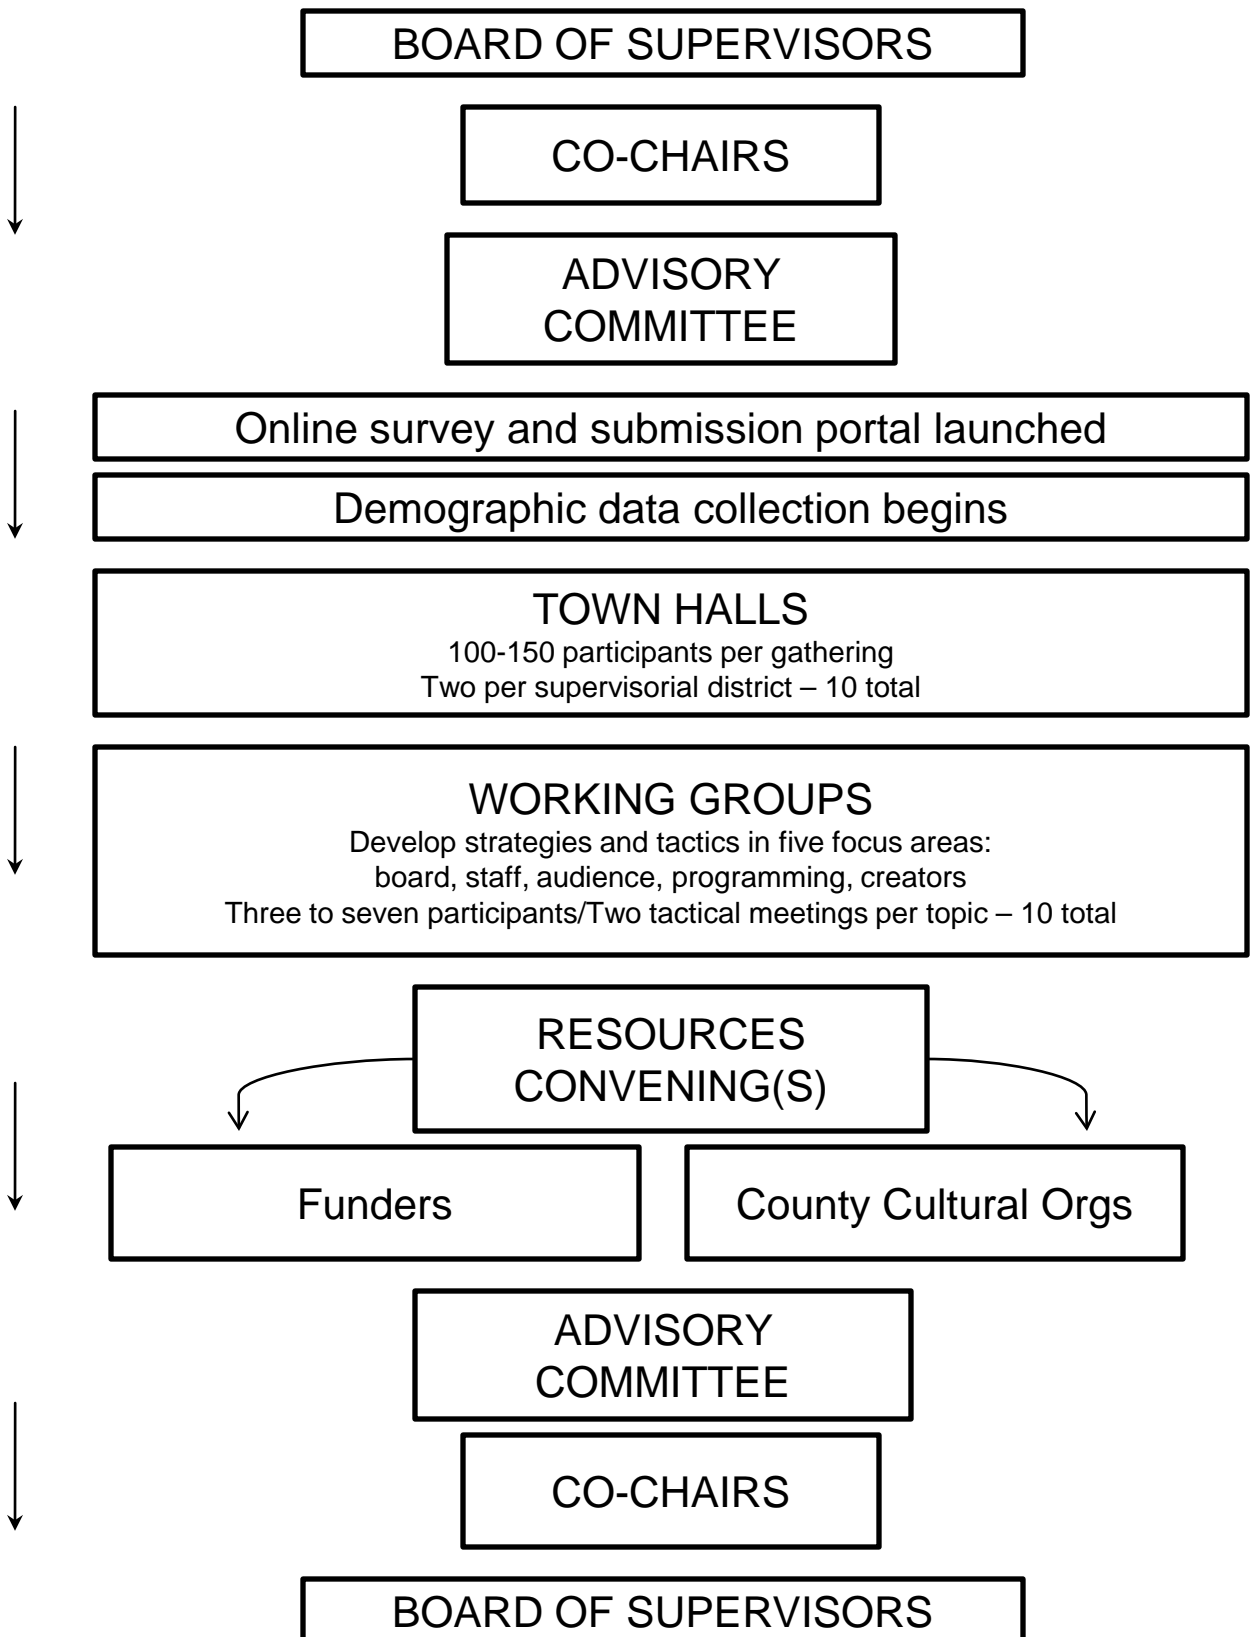 BOARD OF SUPERVISORS
CO-CHAIRS
ADVISORY
COMMITTEE
Online survey and submission portal launched
Demographic data collection begins
TOWN HALLS
100-150 participants per gathering
Two per supervisorial district – 10 total
WORKING GROUPS
Develop strategies and tactics in five focus areas:
board, staff, audience, programming, creators
Three to seven participants/Two tactical meetings per topic – 10 total
RESOURCES
CONVENING(S)
Funders
County Cultural Orgs
ADVISORY
COMMITTEE
CO-CHAIRS
BOARD OF SUPERVISORS